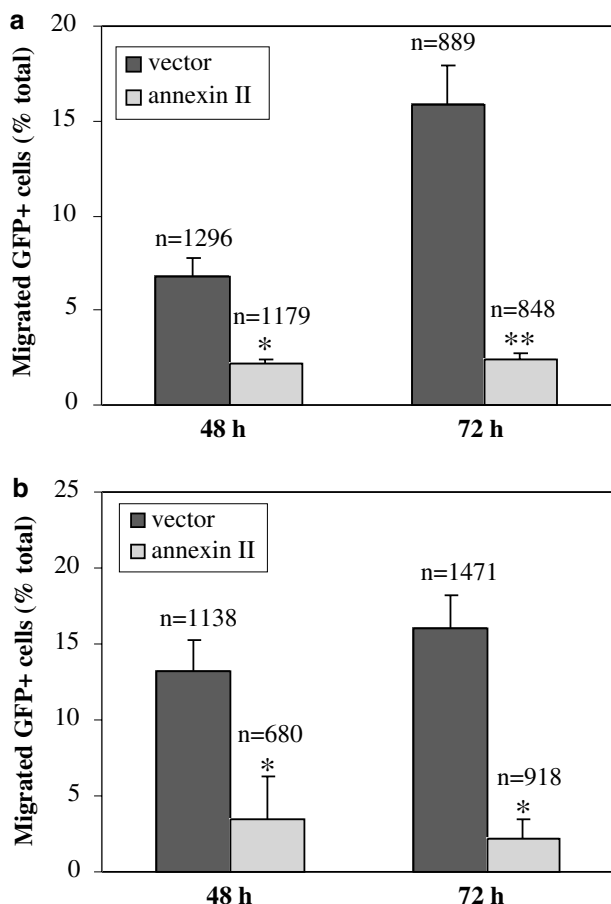 a
Migrated GFP+ cells (% total)
20
15
10
5
0
vector
annexin II
n=1296
n=1179
*
n=889
n=848
**
48 h
72 h
b
Migrated GFP+ cells (% total)
25
20
15
10
5
0
vector
annexin II
n=1138
n=680
*
n=1471
n=918
*
48 h
72 h